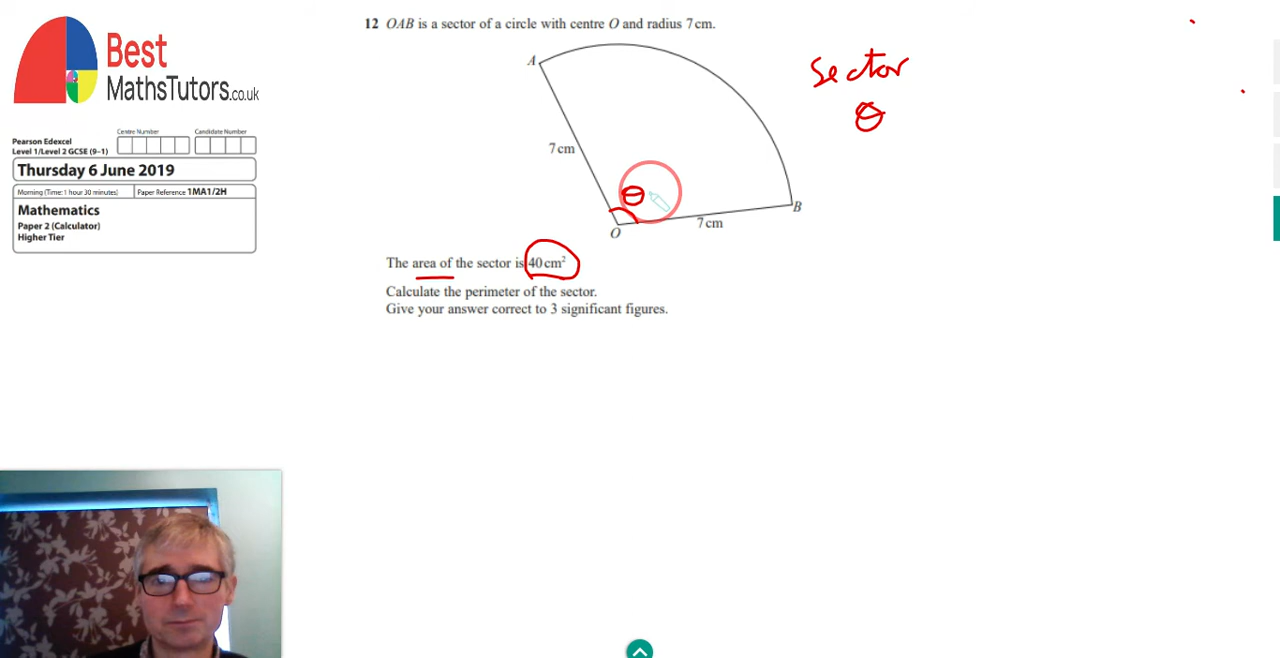 Best
MathsTutors.co.uk
Centre Number
Candidate Number
Pearson Edexcel
Level 1/Level 2 GCSE (9–1)
Thursday 6 June 2019
Morning (Time: 1 hour 30 minutes)
Paper Reference 1MA1/2H
Mathematics
Paper 2 (Calculator)
Higher Tier
12 OAB is a sector of a circle with centre O and radius 7 cm.
A
7 cm
θ
O
7 cm
B
Sector
θ
The area of the sector is 40 cm²
Calculate the perimeter of the sector.
Give your answer correct to 3 significant figures.